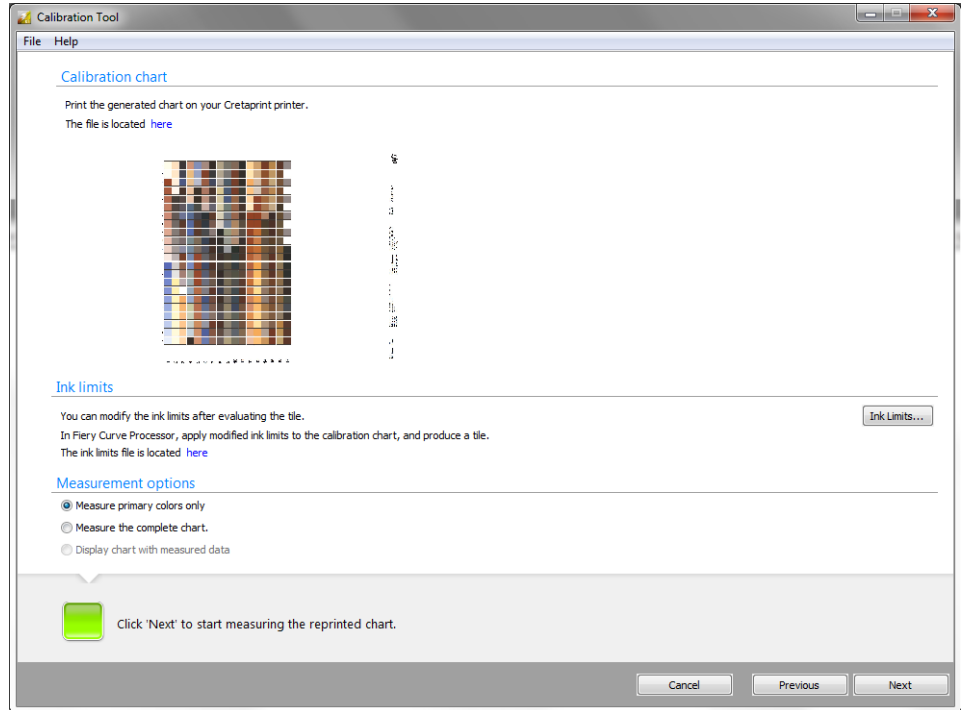 Calibration Tool
File Help
Calibration chart
Print the generated chart on your Cretaprint printer.
The file is located here
Ink limits
You can modify the ink limits after evaluating the tile.
Ink Limits...
In Fiery Curve Processor, apply modified ink limits to the calibration chart, and produce a tile.
The ink limits file is located here
Measurement options
Measure primary colors only
Measure the complete chart.
Display chart with measured data
Click 'Next' to start measuring the reprinted chart.
Cancel Previous Next